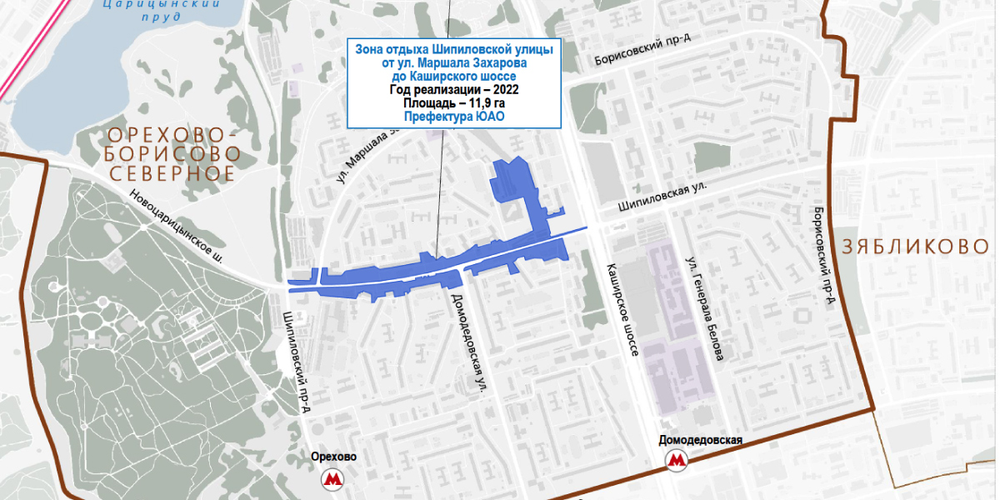 Царицынский
пруд
Зона отдыха Шипиловской улицы
от ул. Маршала Захарова
до Каширского шоссе
Год реализации – 2022
Площадь – 11,9 га
Префектура ЮАО
Борисовский пр-д
ОРЕХОВО-
БОРИСОВО
СЕВЕРНОЕ
ул. Маршала
Шипиловская ул.
Новоцарицынское ш.
Борисовский пр-д
ЗЯБЛИКОВО
Каширское шоссе
ул. Генерала Белова
Домодедовская ул.
Шипиловский пр-д
Домодедовская
Орехово